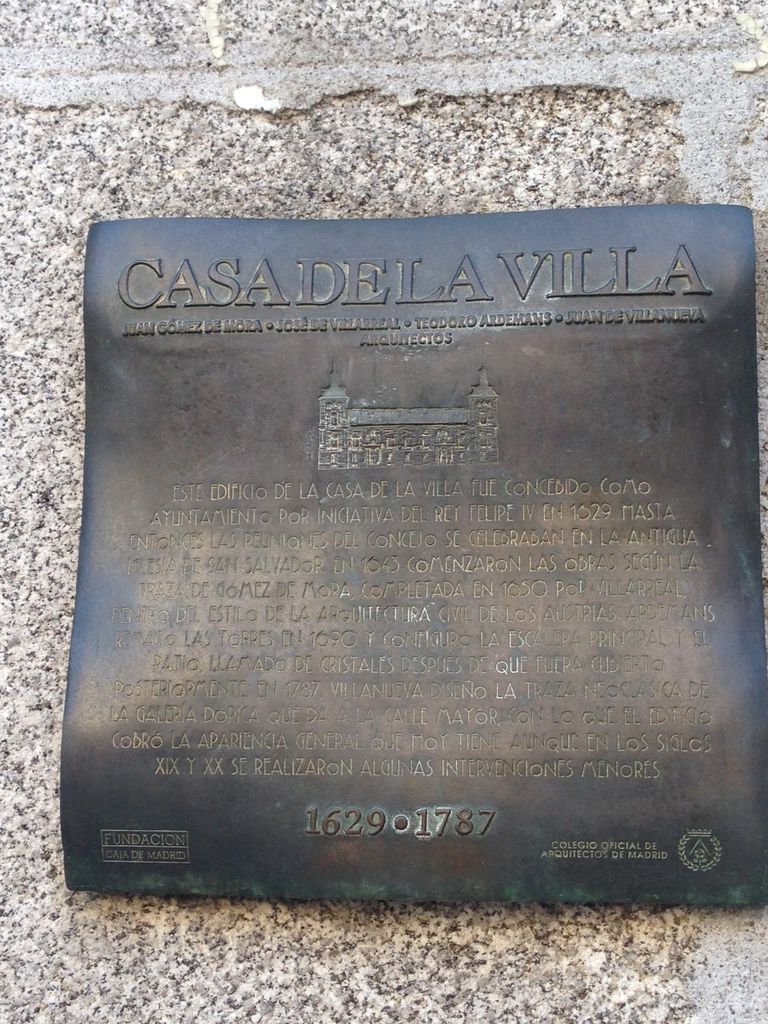 CASA DE LA VILLA
JUAN GÓMEZ DE MORA • JOSÉ DE VILLARREAL • TEODORO ARDEMANS • JUAN DE VILLANUEVA
ARQUITECTOS
ESTE EDIFICIO DE LA CASA DE LA VILLA FUE CONCEBIDO COMO
AYUNTAMIENTO POR INICIATIVA DEL REY FELIPE IV EN 1629. HASTA
ENTONCES LAS REUNIONES DEL CONCEJO SE CELEBRABAN EN LA ANTIGUA
IGLESIA DE SAN SALVADOR. EN 1645 COMENZARON LAS OBRAS SEGÚN LA
TRAZA DE GÓMEZ DE MORA, COMPLETADA EN 1650 POR VILLARREAL,
DENTRO DEL ESTILO DE LA ARQUITECTURA CIVIL DE LOS AUSTRIAS. ARDEMANS
REMATÓ LAS TORRES EN 1690 Y CONFIGURÓ LA ESCALERA PRINCIPAL Y EL
PATIO, LLAMADO DE CRISTALES DESPUÉS DE QUE FUERA CUBIERTO.
POSTERIORMENTE, EN 1787, VILLANUEVA DISEÑÓ LA TRAZA NEOCLÁSICA DE
LA GALERÍA DÓRICA QUE DA A LA CALLE MAYOR, CON LO QUE EL EDIFICIO
COBRÓ LA APARIENCIA GENERAL QUE HOY TIENE, AUNQUE EN LOS SIGLOS
XIX Y XX SE REALIZARON ALGUNAS INTERVENCIONES MENORES.
1629 • 1787
FUNDACION
CAJA DE MADRID
COLEGIO OFICIAL DE
ARQUITECTOS DE MADRID